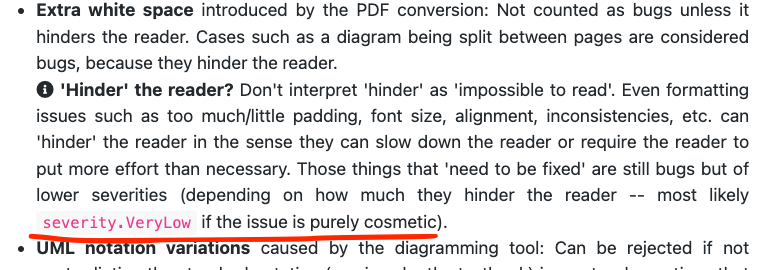 • Extra white space introduced by the PDF conversion: Not counted as bugs unless it
hinders the reader. Cases such as a diagram being split between pages are considered
bugs, because they hinder the reader.
'Hinder' the reader? Don't interpret 'hinder' as 'impossible to read'. Even formatting
issues such as too much/little padding, font size, alignment, inconsistencies, etc. can
'hinder' the reader in the sense they can slow down the reader or require the reader to
put more effort than necessary. Those things that 'need to be fixed' are still bugs but of
lower severities (depending on how much they hinder the reader -- most likely
severity.VeryLow if the issue is purely cosmetic).
• UML notation variations caused by the diagramming tool: Can be rejected if not